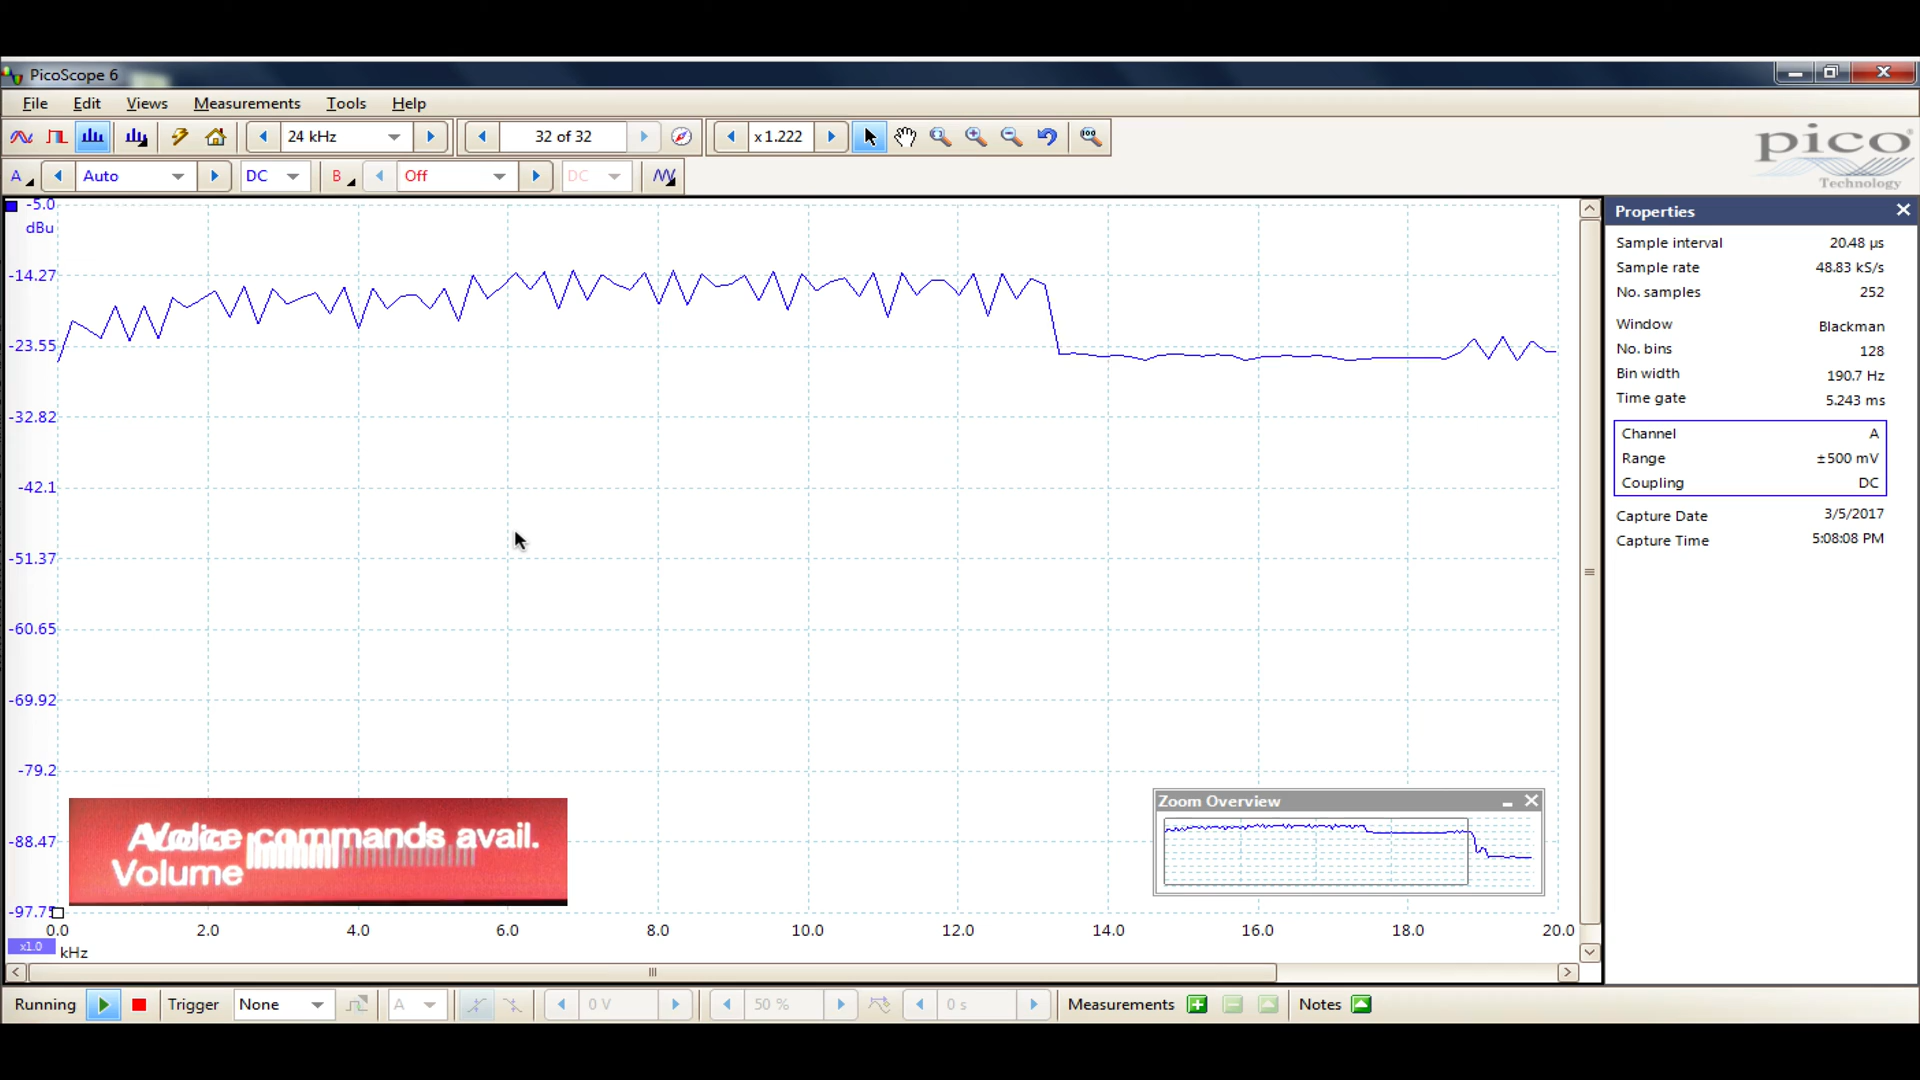 PicoScope 6
File Edit Views Measurements Tools Help
24 kHz 32 of 32 x1.222
A Auto DC B Off DC
pico
Technology
-5.0
dBu
-14.27
-23.55
-32.82
-42.1
-51.37
-60.65
-69.92
-79.2
-88.47
-97.75
0.0 2.0 4.0 6.0 8.0 10.0 12.0 14.0 16.0 18.0 20.0
x1.0 kHz
commands avail.
Volume
Zoom Overview
Properties
Sample interval 20.48 µs
Sample rate 48.83 kS/s
No. samples 252
Window Blackman
No. bins 128
Bin width 190.7 Hz
Time gate 5.243 ms
Channel A
Range ±500 mV
Coupling DC
Capture Date 3/5/2017
Capture Time 5:08:08 PM
Running Trigger None A 0 V 50 % 0 s Measurements Notes